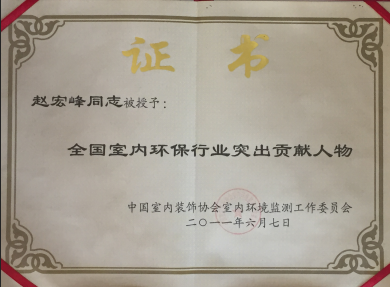 证书
赵宏峰同志被授予：
全国室内环保行业突出贡献人物
中国室内装饰协会室内环境监测工作委员会
二〇一一年六月七日